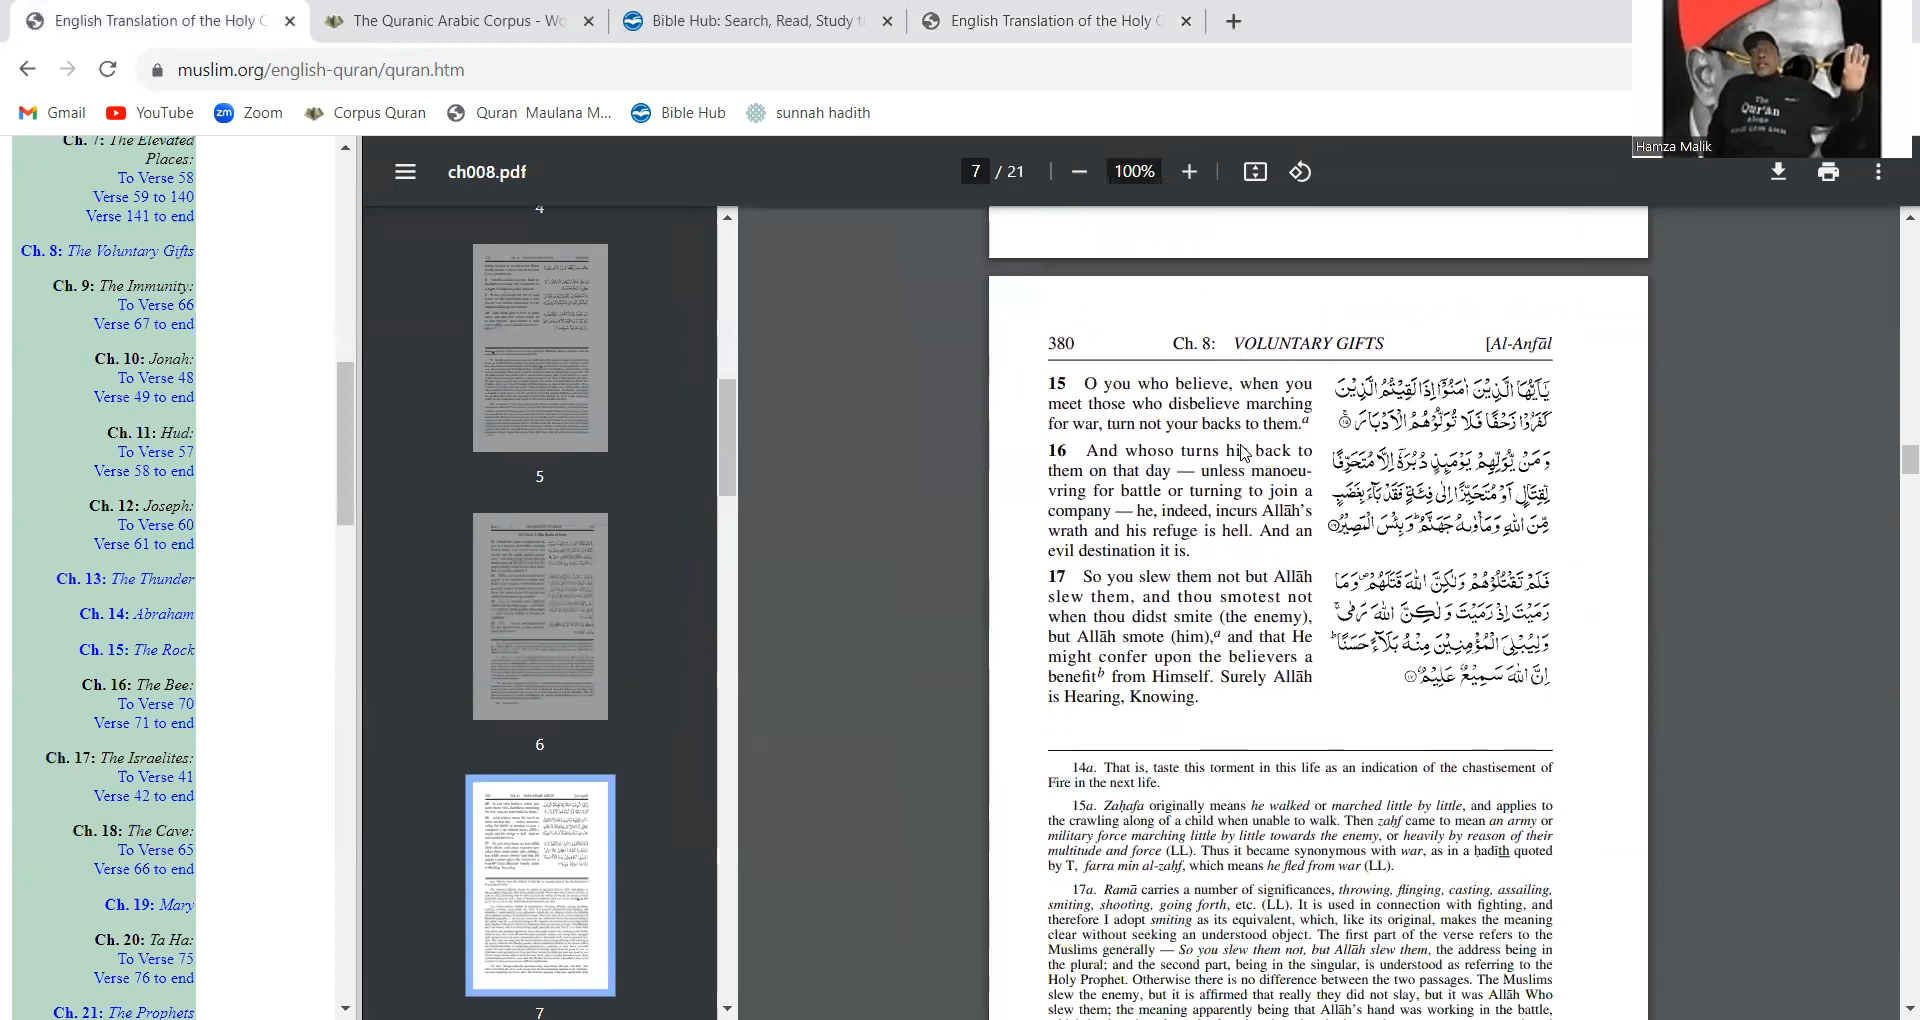 English Translation of the Holy Q
The Quranic Arabic Corpus - Wo
Bible Hub: Search, Read, Study t
English Translation of the Holy Q
muslim.org/english-quran/quran.htm
Gmail
YouTube
Zoom
Corpus Quran
Quran Maulana M...
Bible Hub
sunnah hadith
The
Qur'an
alone
Hamza Malik
Ch. 7: The Elevated
Places:
To Verse 58
Verse 59 to 140
Verse 141 to end
Ch. 8: The Voluntary Gifts
Ch. 9: The Immunity:
To Verse 66
Verse 67 to end
Ch. 10: Jonah:
To Verse 48
Verse 49 to end
Ch. 11: Hud:
To Verse 57
Verse 58 to end
Ch. 12: Joseph:
To Verse 60
Verse 61 to end
Ch. 13: The Thunder
Ch. 14: Abraham
Ch. 15: The Rock
Ch. 16: The Bee:
To Verse 70
Verse 71 to end
Ch. 17: The Israelites:
To Verse 41
Verse 42 to end
Ch. 18: The Cave:
To Verse 65
Verse 66 to end
Ch. 19: Mary
Ch. 20: Ta Ha:
To Verse 75
Verse 76 to end
Ch. 21: The Prophets
ch008.pdf
7 / 21
100%
4
5
6
7
380 Ch. 8: VOLUNTARY GIFTS [Al-Anfāl
15 O you who believe, when you
meet those who disbelieve marching
for war, turn not your backs to them.a
16 And whoso turns his back to
them on that day — unless manoeu-
vring for battle or turning to join a
company — he, indeed, incurs Allāh's
wrath and his refuge is hell. And an
evil destination it is.
17 So you slew them not but Allāh
slew them, and thou smotest not
when thou didst smite (the enemy),
but Allāh smote (him),a and that He
might confer upon the believers a
benefitb from Himself. Surely Allāh
is Hearing, Knowing.
يٰۤاَيُّهَا الَّذِيْنَ اٰمَنُوْۤا اِذَا لَقِيْتُمُ الَّذِيْنَ
كَفَرُوْا زَحْفًا فَلَا تُوَلُّوْهُمُ الْاَدْبَارَ ۝۱۵
وَ مَنْ يُّوَلِّهِمْ يَوْمَىِٕذٍ دُبُرَهٗۤ اِلَّا مُتَحَرِّفًا
لِّقِتَالٍ اَوْ مُتَحَيِّزًا اِلٰى فِئَةٍ فَقَدْ بَآءَ بِغَضَبٍ
مِّنَ اللّٰهِ وَ مَاْوٰىهُ جَهَنَّمُ ؕ وَ بِئْسَ الْمَصِيْرُ ۝۱۶
فَلَمْ تَقْتُلُوْهُمْ وَ لٰكِنَّ اللّٰهَ قَتَلَهُمْ ۪ وَ مَا
رَمَيْتَ اِذْ رَمَيْتَ وَ لٰكِنَّ اللّٰهَ رَمٰى ۚ
وَ لِيُبْلِيَ الْمُؤْمِنِيْنَ مِنْهُ بَلَآءً حَسَنًا ؕ
اِنَّ اللّٰهَ سَمِيْعٌ عَلِيْمٌ ۝۱۷
14a. That is, taste this torment in this life as an indication of the chastisement of
Fire in the next life.
15a. Zaḥafa originally means he walked or marched little by little, and applies to
the crawling along of a child when unable to walk. Then zaḥf came to mean an army or
military force marching little by little towards the enemy, or heavily by reason of their
multitude and force (LL). Thus it became synonymous with war, as in a ḥadīth quoted
by T, farra min al-zaḥf, which means he fled from war (LL).
17a. Ramā carries a number of significances, throwing, flinging, casting, assailing,
smiting, shooting, going forth, etc. (LL). It is used in connection with fighting, and
therefore I adopt smiting as its equivalent, which, like its original, makes the meaning
clear without seeking an understood object. The first part of the verse refers to the
Muslims generally — So you slew them not, but Allāh slew them, the address being in
the plural; and the second part, being in the singular, is understood as referring to the
Holy Prophet. Otherwise there is no difference between the two passages. The Muslims
slew the enemy, but it is affirmed that really they did not slay, but it was Allāh Who
slew them; the meaning apparently being that Allāh's hand was working in the battle,